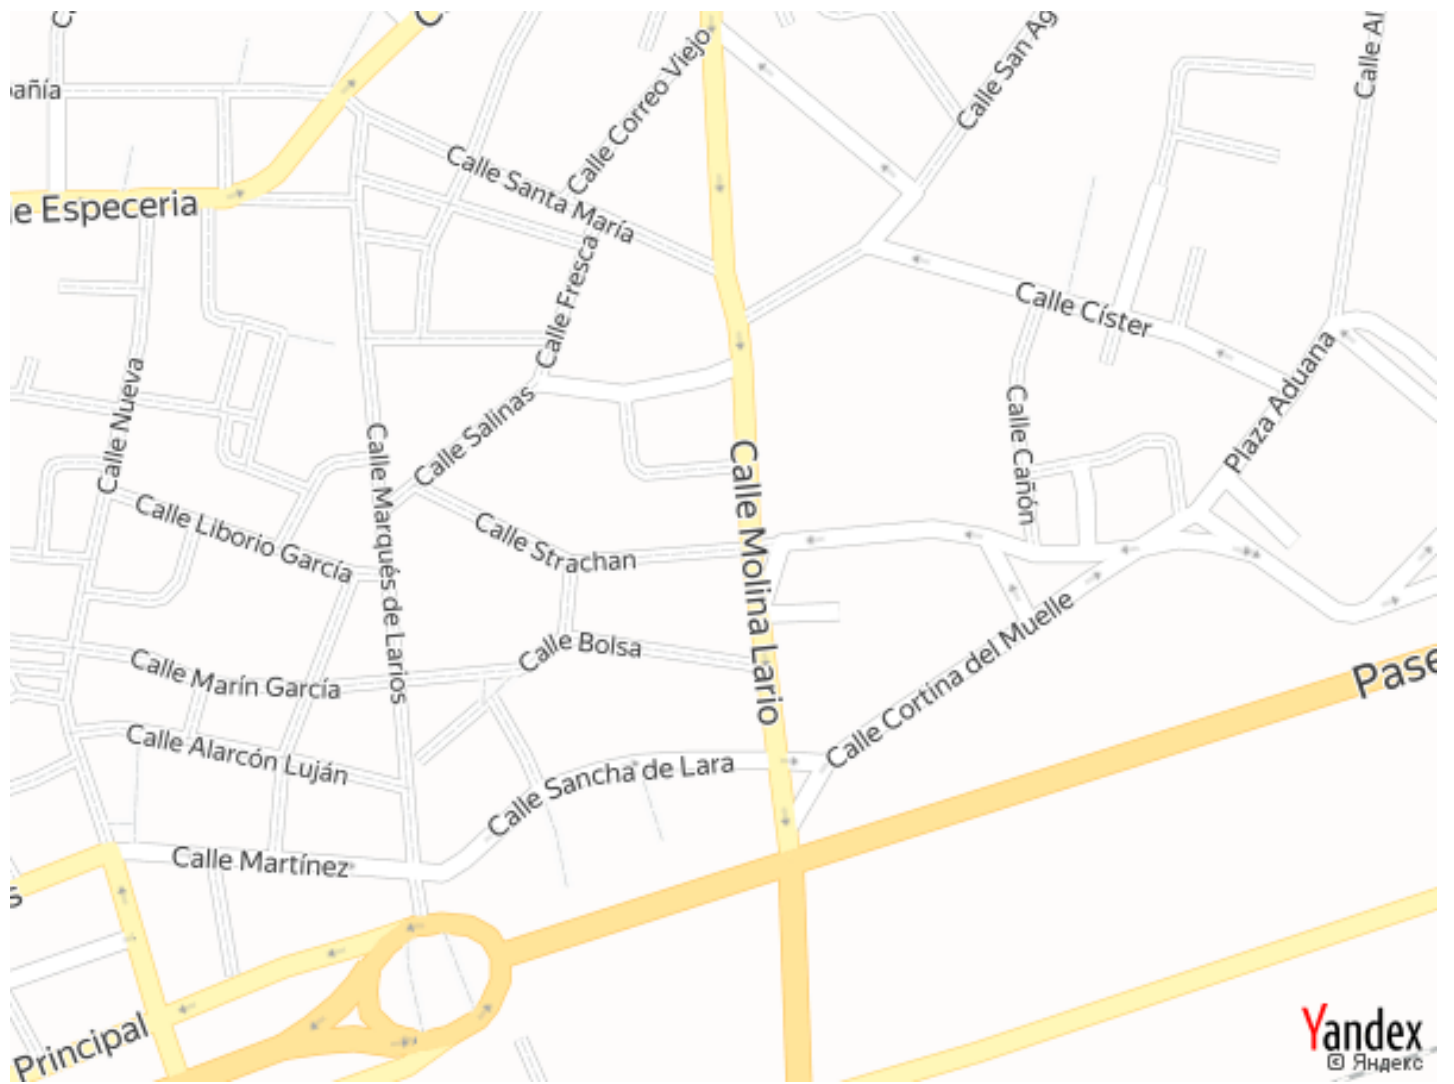 Calle San Ag
Calle Al
añía
Calle Correo Viejo
Calle Santa María
e Especeria
Calle Fresca
Calle Císter
Calle Nueva
Calle Salinas
Plaza Aduana
Calle Cañón
Calle Marqués de Larios
Calle Molina Lario
Calle Liborio García
Calle Strachan
Calle Bolsa
Calle Cortina del Muelle
Calle Marín García
Pase
Calle Alarcón Luján
Calle Sancha de Lara
Calle Martínez
s
Principal
Yandex
© Яндекс